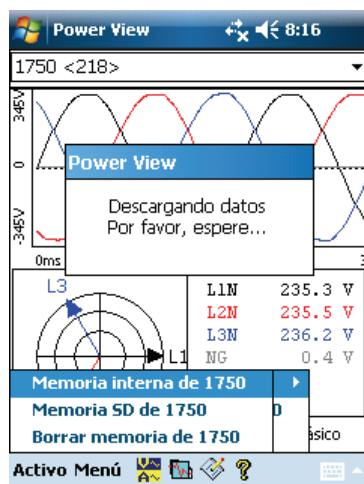 Power View 8:16
1750 <218>
345V
0
-345V
0ms
Power View
Descargando datos
Por favor, espere...
L3
L1
L1N 235.3 V
L2N 235.5 V
L3N 236.2 V
NG 0.4 V
Memoria interna de 1750
Memoria SD de 1750
Borrar memoria de 1750
Activo Menú